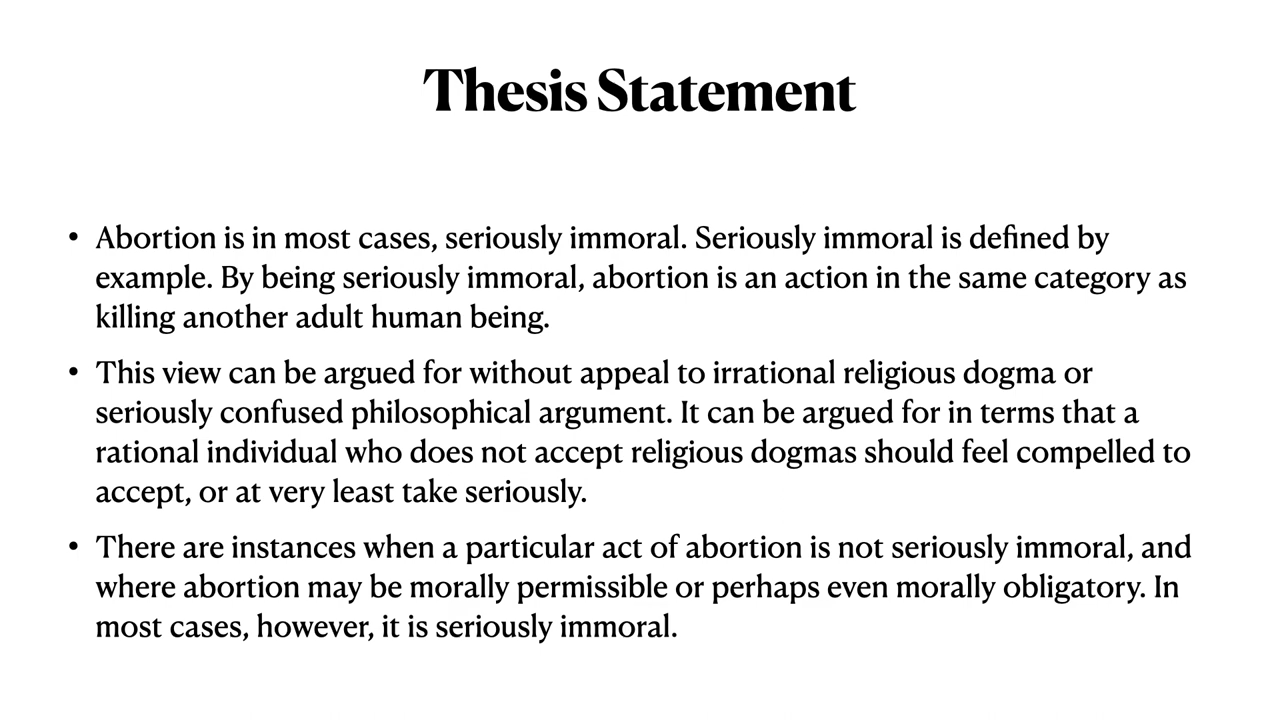 Thesis Statement
• Abortion is in most cases, seriously immoral. Seriously immoral is defined by
example. By being seriously immoral, abortion is an action in the same category as
killing another adult human being.
• This view can be argued for without appeal to irrational religious dogma or
seriously confused philosophical argument. It can be argued for in terms that a
rational individual who does not accept religious dogmas should feel compelled to
accept, or at very least take seriously.
• There are instances when a particular act of abortion is not seriously immoral, and
where abortion may be morally permissible or perhaps even morally obligatory. In
most cases, however, it is seriously immoral.